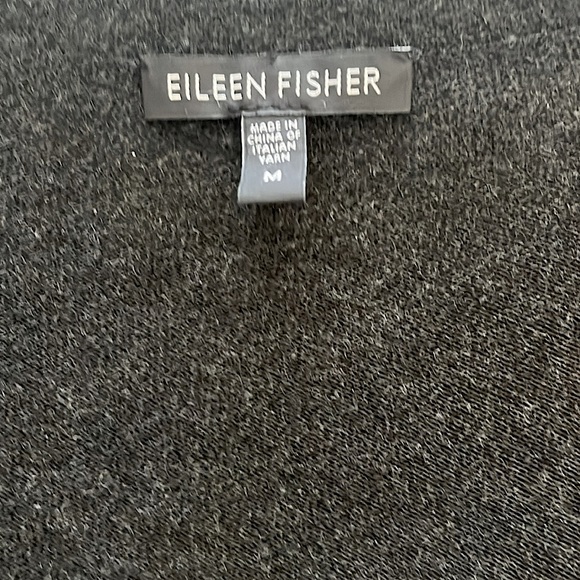 EILEEN FISHER
MADE IN
CHINA OF
ITALIAN
YARN
M